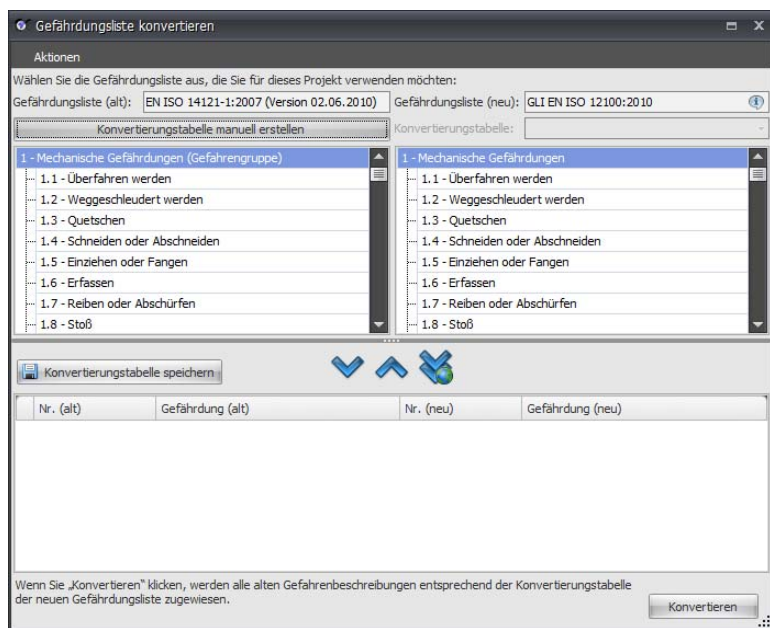 Gefährdungsliste konvertieren
Aktionen
Wählen Sie die Gefährdungsliste aus, die Sie für dieses Projekt verwenden möchten:
Gefährdungsliste (alt): EN ISO 14121-1:2007 (Version 02.06.2010) Gefährdungsliste (neu): GLI EN ISO 12100:2010
Konvertierungstabelle manuell erstellen Konvertierungstabelle:
1 - Mechanische Gefährdungen (Gefahrengruppe)
1.1 - Überfahren werden
1.2 - Weggeschleudert werden
1.3 - Quetschen
1.4 - Schneiden oder Abschneiden
1.5 - Einziehen oder Fangen
1.6 - Erfassen
1.7 - Reiben oder Abschürfen
1.8 - Stoß
1 - Mechanische Gefährdungen
1.1 - Überfahren werden
1.2 - Weggeschleudert werden
1.3 - Quetschen
1.4 - Schneiden oder Abschneiden
1.5 - Einziehen oder Fangen
1.6 - Erfassen
1.7 - Reiben oder Abschürfen
1.8 - Stoß
Konvertierungstabelle speichern
Nr. (alt) Gefährdung (alt) Nr. (neu) Gefährdung (neu)
Wenn Sie „Konvertieren“ klicken, werden alle alten Gefahrenbeschreibungen entsprechend der Konvertierungstabelle
der neuen Gefährdungsliste zugewiesen.
Konvertieren